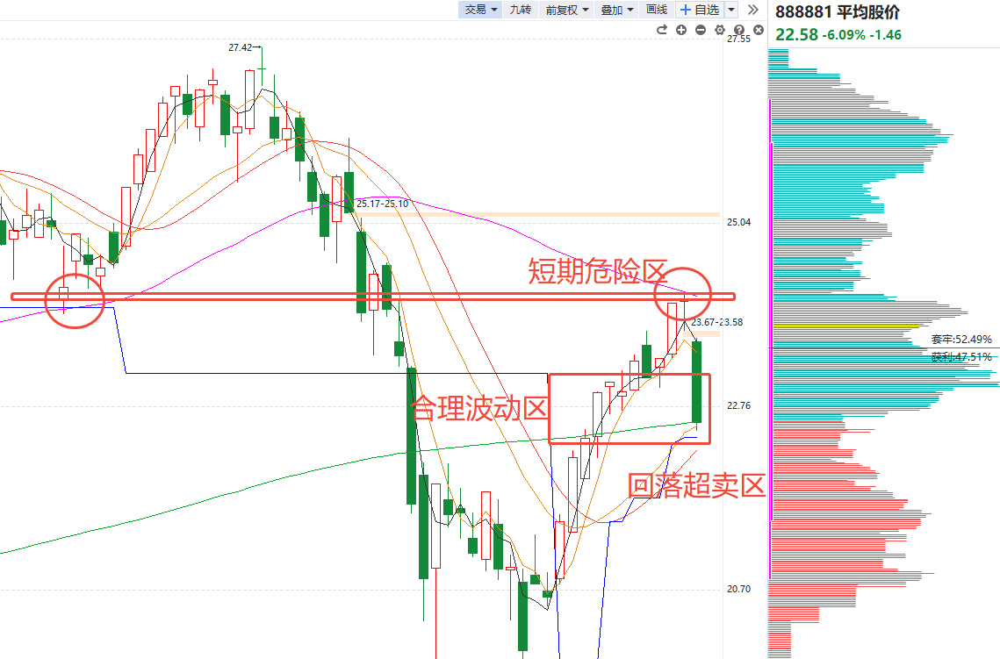 交易 九转 前复权 叠加 画线 +自选
888881 平均股价
22.58 -6.09% -1.46
27.55
27.42
25.17-25.10
25.04
短期危险区
23.67-23.58
套牢:52.49%
获利:47.51%
合理波动区
22.76
回落超卖区
20.70